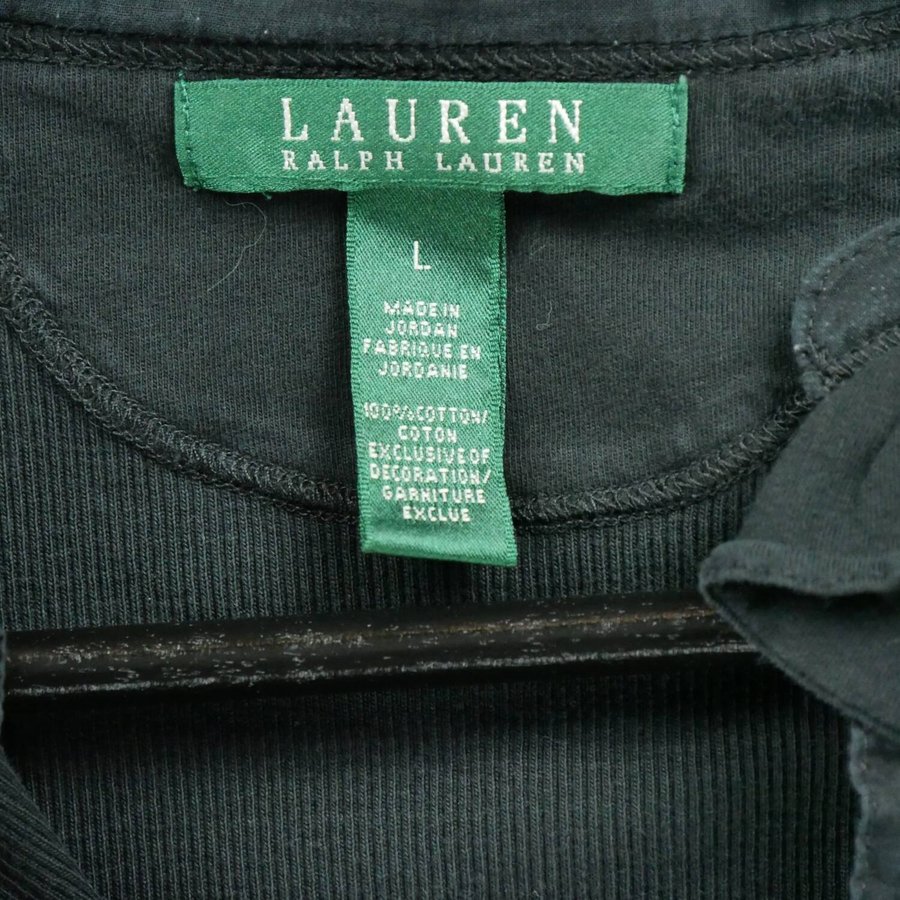 LAUREN
RALPH LAUREN
L
MADE IN
JORDAN
FABRIQUE EN
JORDANIE
100% COTTON/
COTON
EXCLUSIVE OF
DECORATION/
GARNITURE
EXCLUE